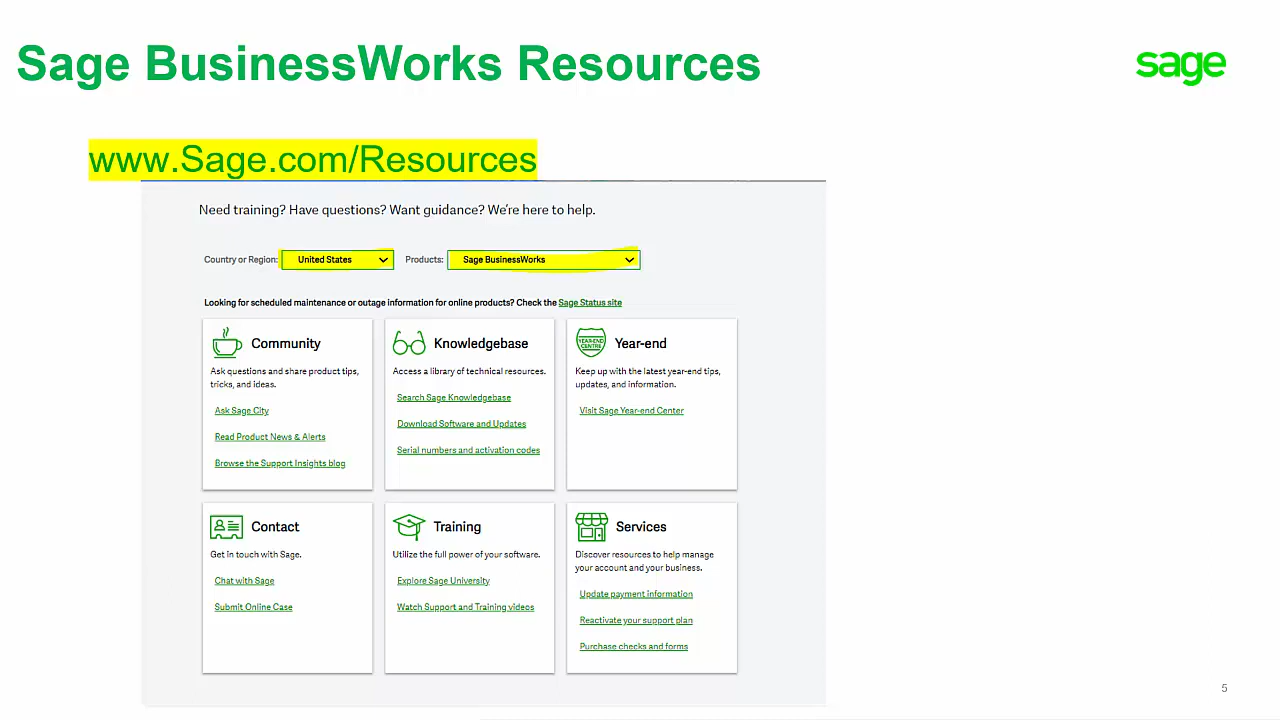 Sage BusinessWorks Resources
sage
www.Sage.com/Resources
Need training? Have questions? Want guidance? We're here to help.
Country or Region: United States Products: Sage BusinessWorks
Looking for scheduled maintenance or outage information for online products? Check the Sage Status site
Community
Ask questions and share product tips,
tricks, and ideas.
Ask Sage City
Read Product News & Alerts
Browse the Support Insights blog
Knowledgebase
Access a library of technical resources.
Search Sage Knowledgebase
Download Software and Updates
Serial numbers and activation codes
YEAR-END
CENTRE
Year-end
Keep up with the latest year-end tips,
updates, and information.
Visit Sage Year-end Center
Contact
Get in touch with Sage.
Chat with Sage
Submit Online Case
Training
Utilize the full power of your software.
Explore Sage University
Watch Support and Training videos
Services
Discover resources to help manage
your account and your business.
Update payment information
Reactivate your support plan
Purchase checks and forms
5